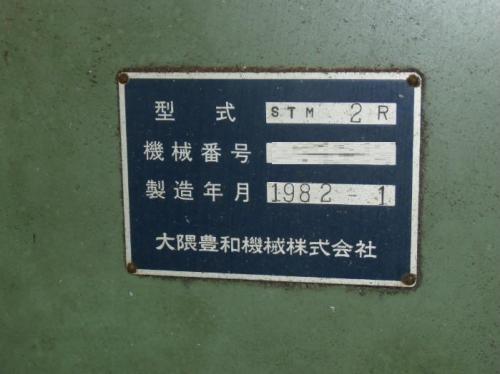 型式 STM 2R
機械番号
製造年月 1982-1
大隈豊和機械株式会社